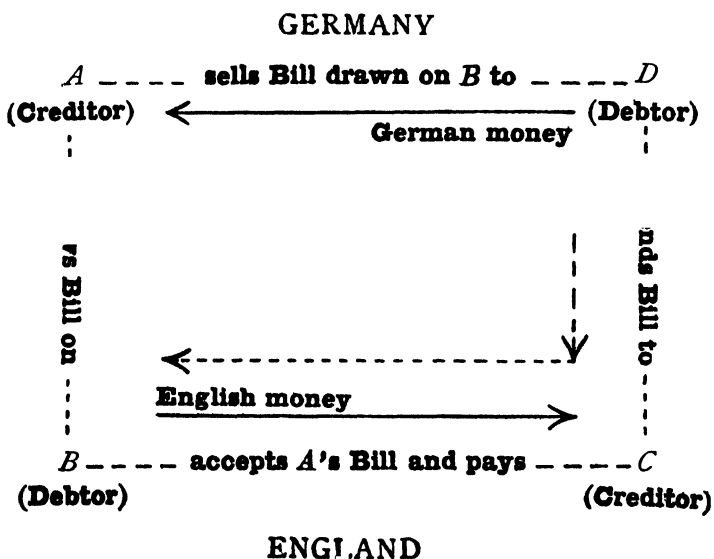 GERMANY
A sells Bill drawn on B to D
(Creditor) (Debtor)
German money
vs Bill on
nds Bill to
English money
B accepts A's Bill and pays C
(Debtor) (Creditor)
ENGLAND